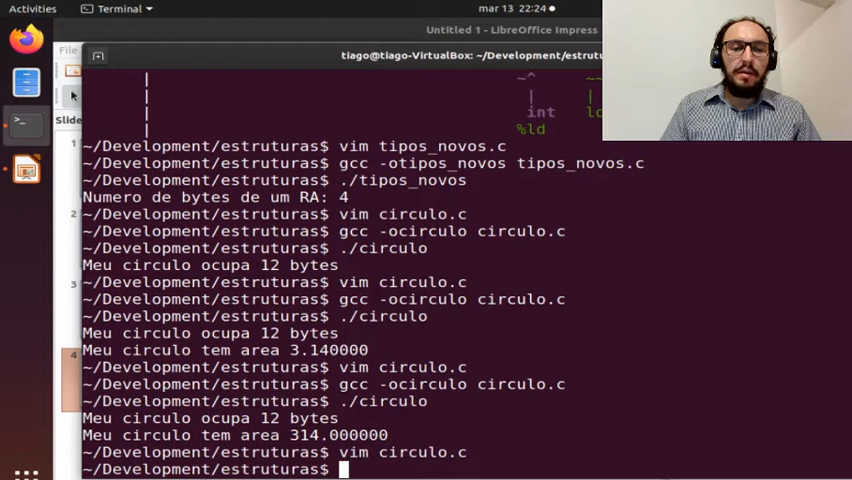 Activities
Terminal
mar 13 22:24
Untitled 1 - LibreOffice Impress
File
tiago@tiago-VirtualBox: ~/Development/estrutu
Slide
1
2
3
4
~^ ~~
| |
int lo
%ld
~/Development/estruturas$ vim tipos_novos.c
~/Development/estruturas$ gcc -otipos_novos tipos_novos.c
~/Development/estruturas$ ./tipos_novos
Numero de bytes de um RA: 4
~/Development/estruturas$ vim circulo.c
~/Development/estruturas$ gcc -ocirculo circulo.c
~/Development/estruturas$ ./circulo
Meu circulo ocupa 12 bytes
~/Development/estruturas$ vim circulo.c
~/Development/estruturas$ gcc -ocirculo circulo.c
~/Development/estruturas$ ./circulo
Meu circulo ocupa 12 bytes
Meu circulo tem area 3.140000
~/Development/estruturas$ vim circulo.c
~/Development/estruturas$ gcc -ocirculo circulo.c
~/Development/estruturas$ ./circulo
Meu circulo ocupa 12 bytes
Meu circulo tem area 314.000000
~/Development/estruturas$ vim circulo.c
~/Development/estruturas$